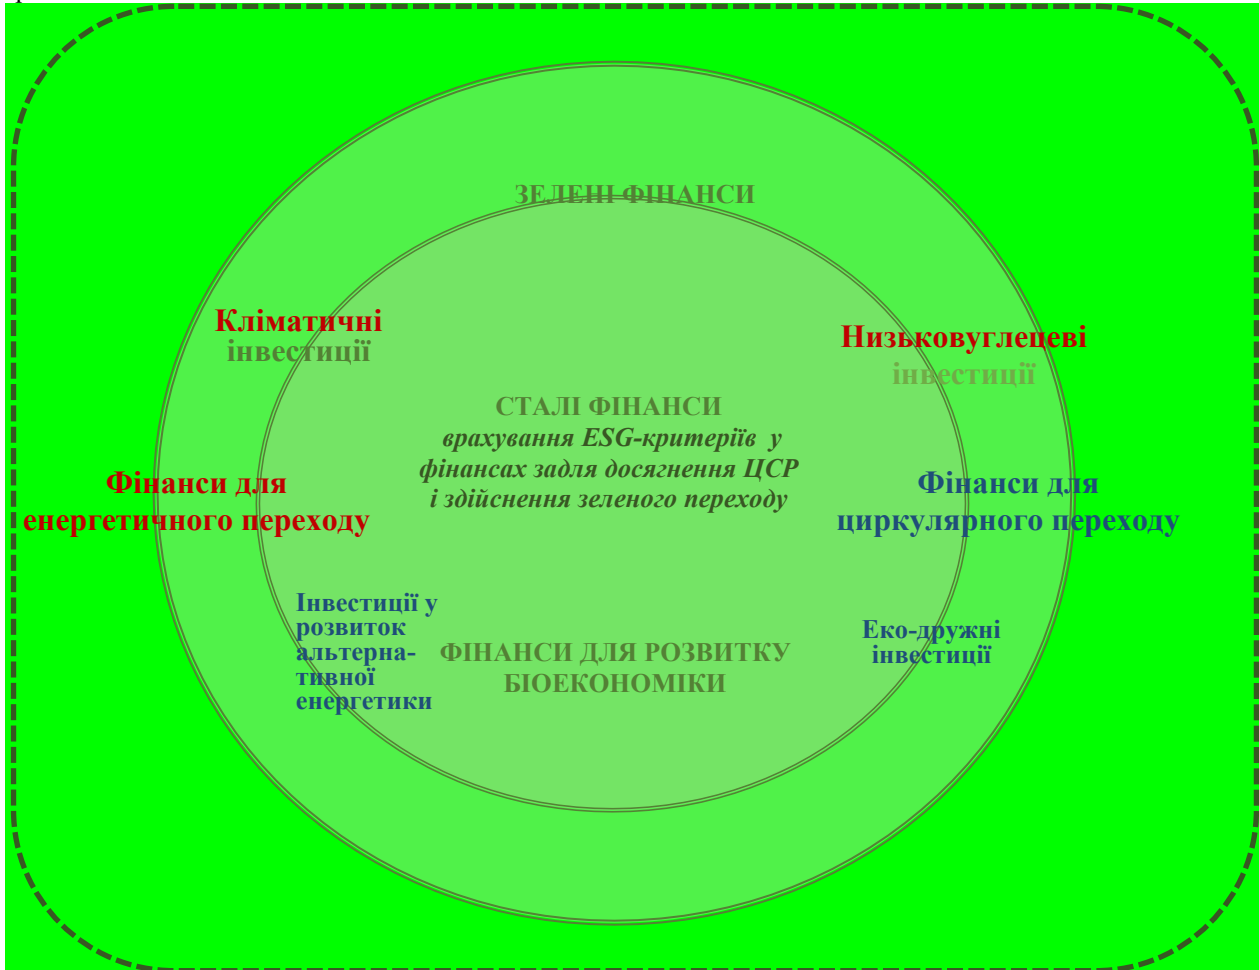 ЗЕЛЕНІ ФІНАНСИ
Кліматичні
інвестиції
Низьковуглецеві
інвестиції
СТАЛІ ФІНАНСИ
врахування ESG-критеріїв у
фінансах задля досягнення ЦСР
і здійснення зеленого переходу
Фінанси для
енергетичного переходу
Фінанси для
циркулярного переходу
Інвестиції у
розвиток
альтерна-
тивної
енергетики
ФІНАНСИ ДЛЯ РОЗВИТКУ
БІОЕКОНОМІКИ
Еко-дружні
інвестиції